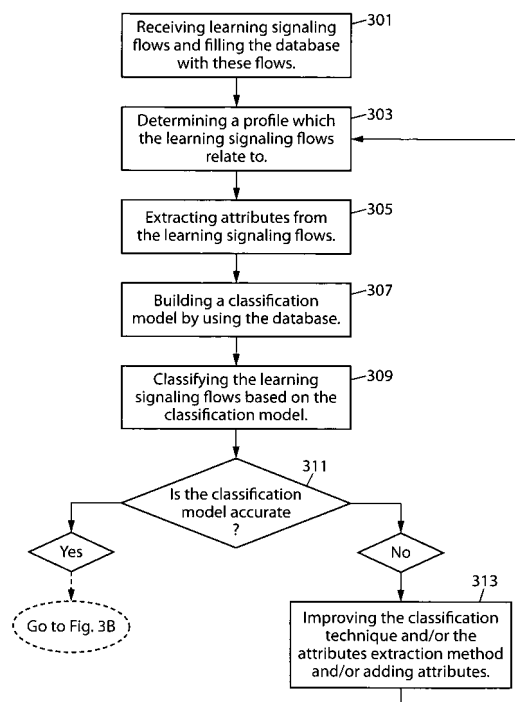 Receiving learning signaling
flows and filling the database
with these flows.
301
Determining a profile which
the learning signaling flows
relate to.
303
Extracting attributes from
the learning signaling flows.
305
Building a classification
model by using the database.
307
Classifying the learning
signaling flows based on the
classification model.
309
Is the classification
model accurate
?
311
Yes
No
Go to Fig. 3B
313
Improving the classification
technique and/or the
attributes extraction method
and/or adding attributes.